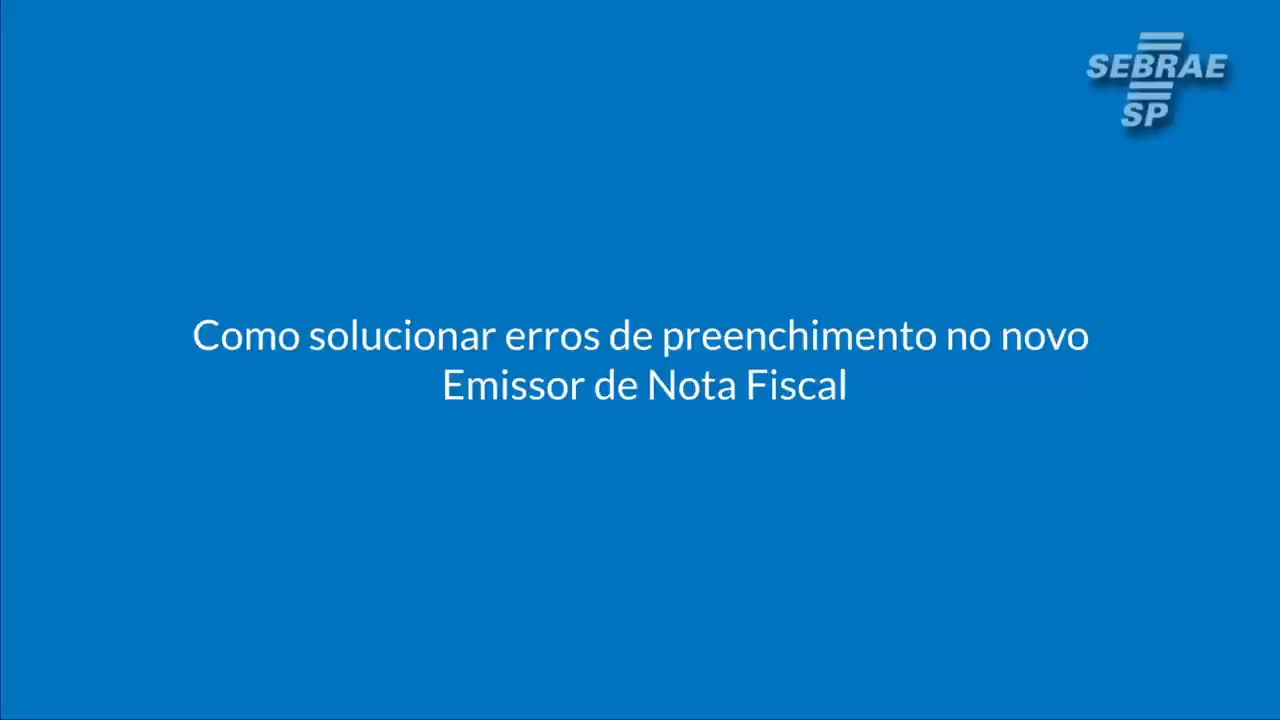 SEBRAE
SP
Como solucionar erros de preenchimento no novo
Emissor de Nota Fiscal